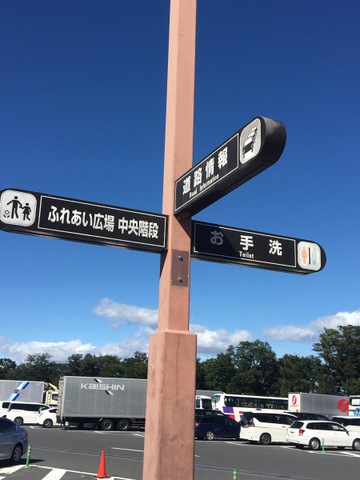 道路情報
Road Information
ふれあい広場 中央階段
お手洗
Toilet
KAISHIN